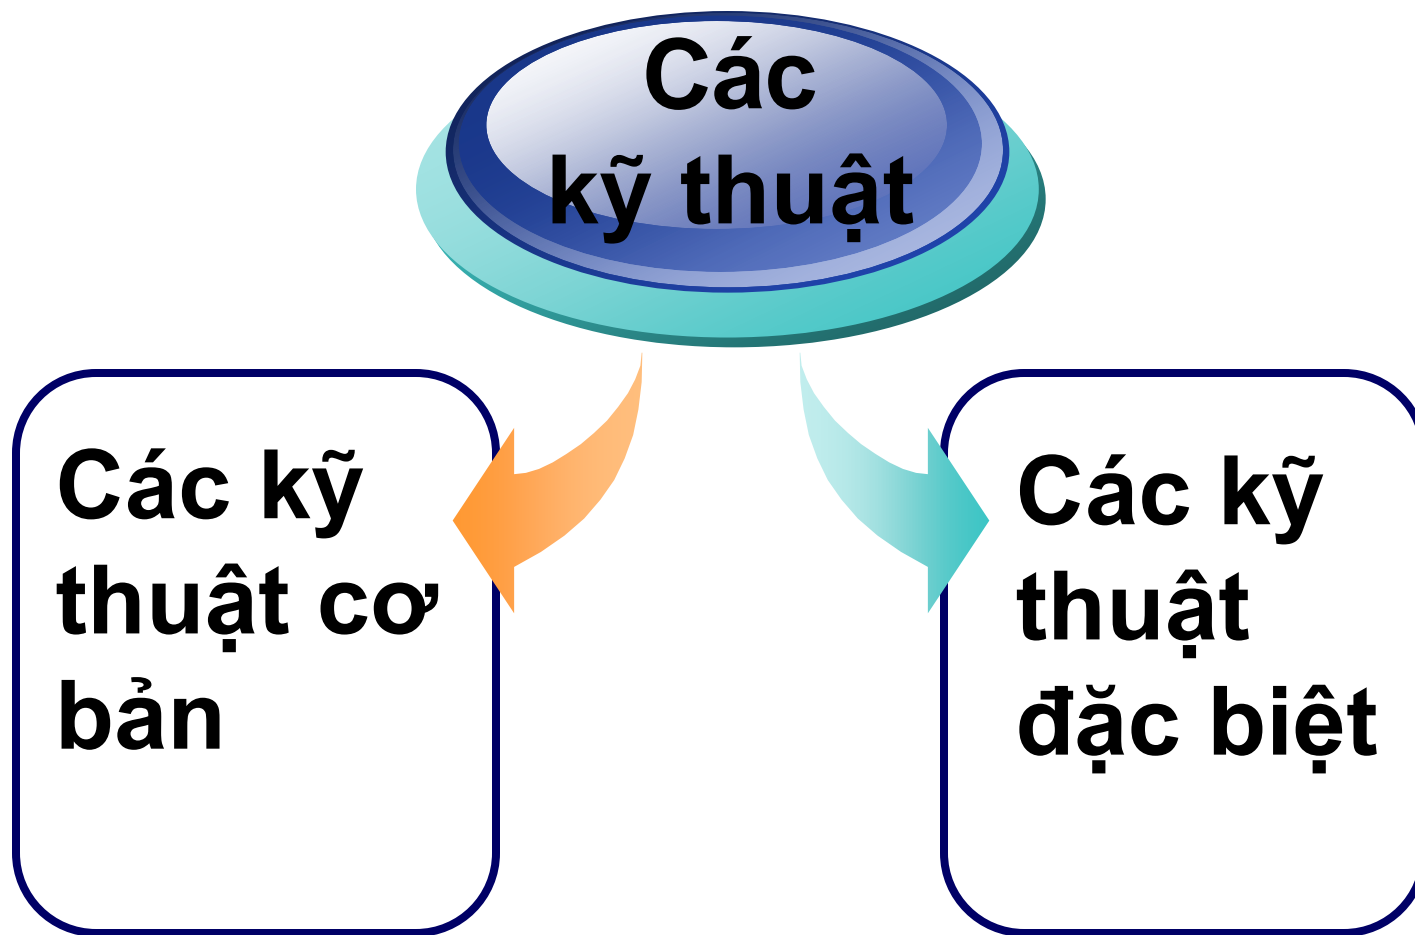 Các
kỹ thuật
Các kỹ
thuật cơ
bản
Các kỹ
thuật
đặc biệt